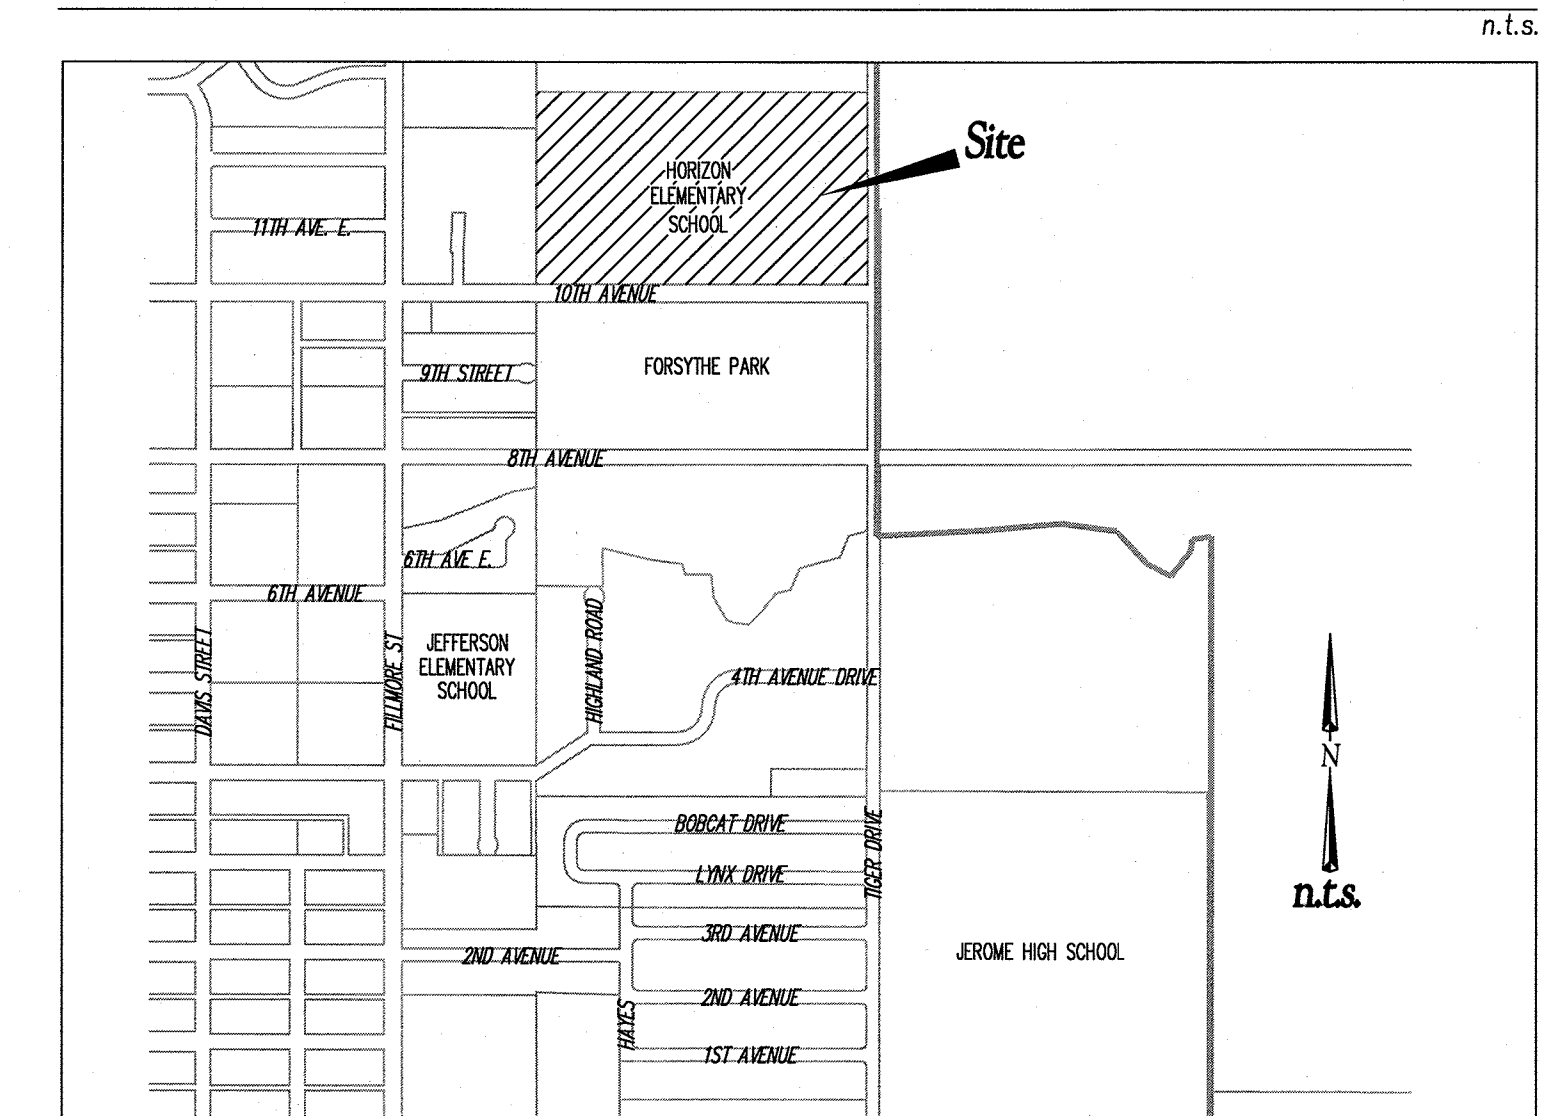 n.t.s.
Site
HORIZON
ELEMENTARY
SCHOOL
11TH AVE. E.
10TH AVENUE
FORSYTHE PARK
9TH STREET
8TH AVENUE
6TH AVE E.
6TH AVENUE
DAVIS STREET
FILLMORE ST
JEFFERSON
ELEMENTARY
SCHOOL
HIGHLAND ROAD
4TH AVENUE DRIVE
N
n.t.s.
BOBCAT DRIVE
TIGER DRIVE
LYNX DRIVE
3RD AVENUE
JEROME HIGH SCHOOL
2ND AVENUE
2ND AVENUE
HAYES
1ST AVENUE